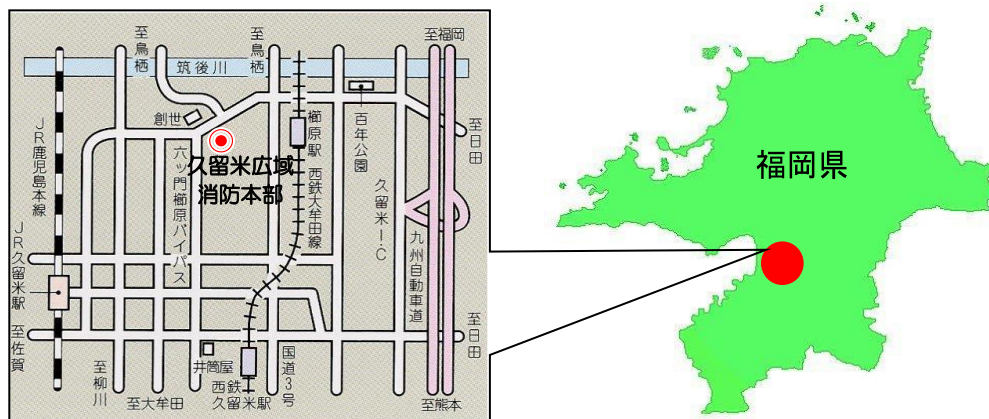 至鳥栖
至鳥栖
至福岡
筑後川
創世
櫛原駅
百年公園
至日田
JR鹿児島本線
久留米広域
消防本部
六ッ門櫛原バイパス
西鉄大牟田線
久留米I・C
九州自動車道
福岡県
JR久留米駅
至佐賀
至日田
井筒屋
国道3号
至柳川
至大牟田
西鉄
久留米駅
至熊本